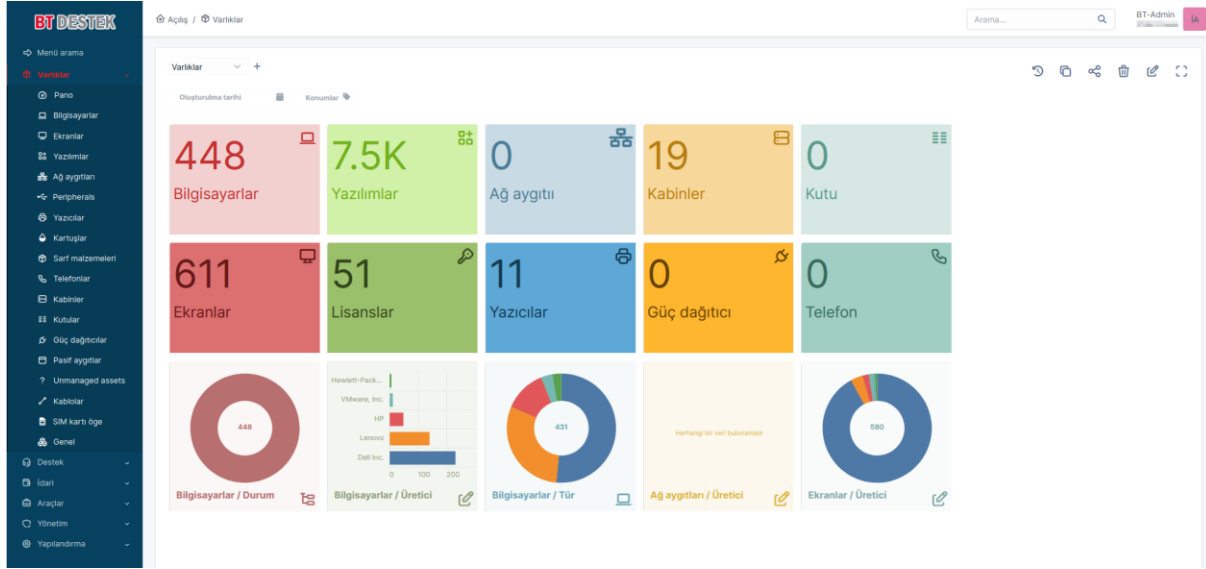 BT DESTEK
Açılış / Varlıklar
Arama...
BT-Admin
İA
Menü arama
Varlıklar
Pano
Bilgisayarlar
Ekranlar
Yazılımlar
Ağ aygıtları
Peripherals
Yazıcılar
Kartuşlar
Sarf malzemeleri
Telefonlar
Kabinler
Kutular
Güç dağıtıcılar
Pasif aygıtlar
? Unmanaged assets
Kablolar
SIM kartı öge
Genel
Destek
İdari
Araçlar
Yönetim
Yapılandırma
Varlıklar
+
Oluşturulma tarihi
Konumlar
448
Bilgisayarlar
7.5K
Yazılımlar
0
Ağ aygıtıı
19
Kabinler
0
Kutu
611
Ekranlar
51
Lisanslar
11
Yazıcılar
0
Güç dağıtıcı
0
Telefon
448
Bilgisayarlar / Durum
Hewlett-Pack...
VMware, Inc.
HP
Lenovo
Dell Inc.
0 100 200
Bilgisayarlar / Üretici
431
Bilgisayarlar / Tür
Herhangi bir veri bulunamadı
Ağ aygıtları / Üretici
580
Ekranlar / Üretici